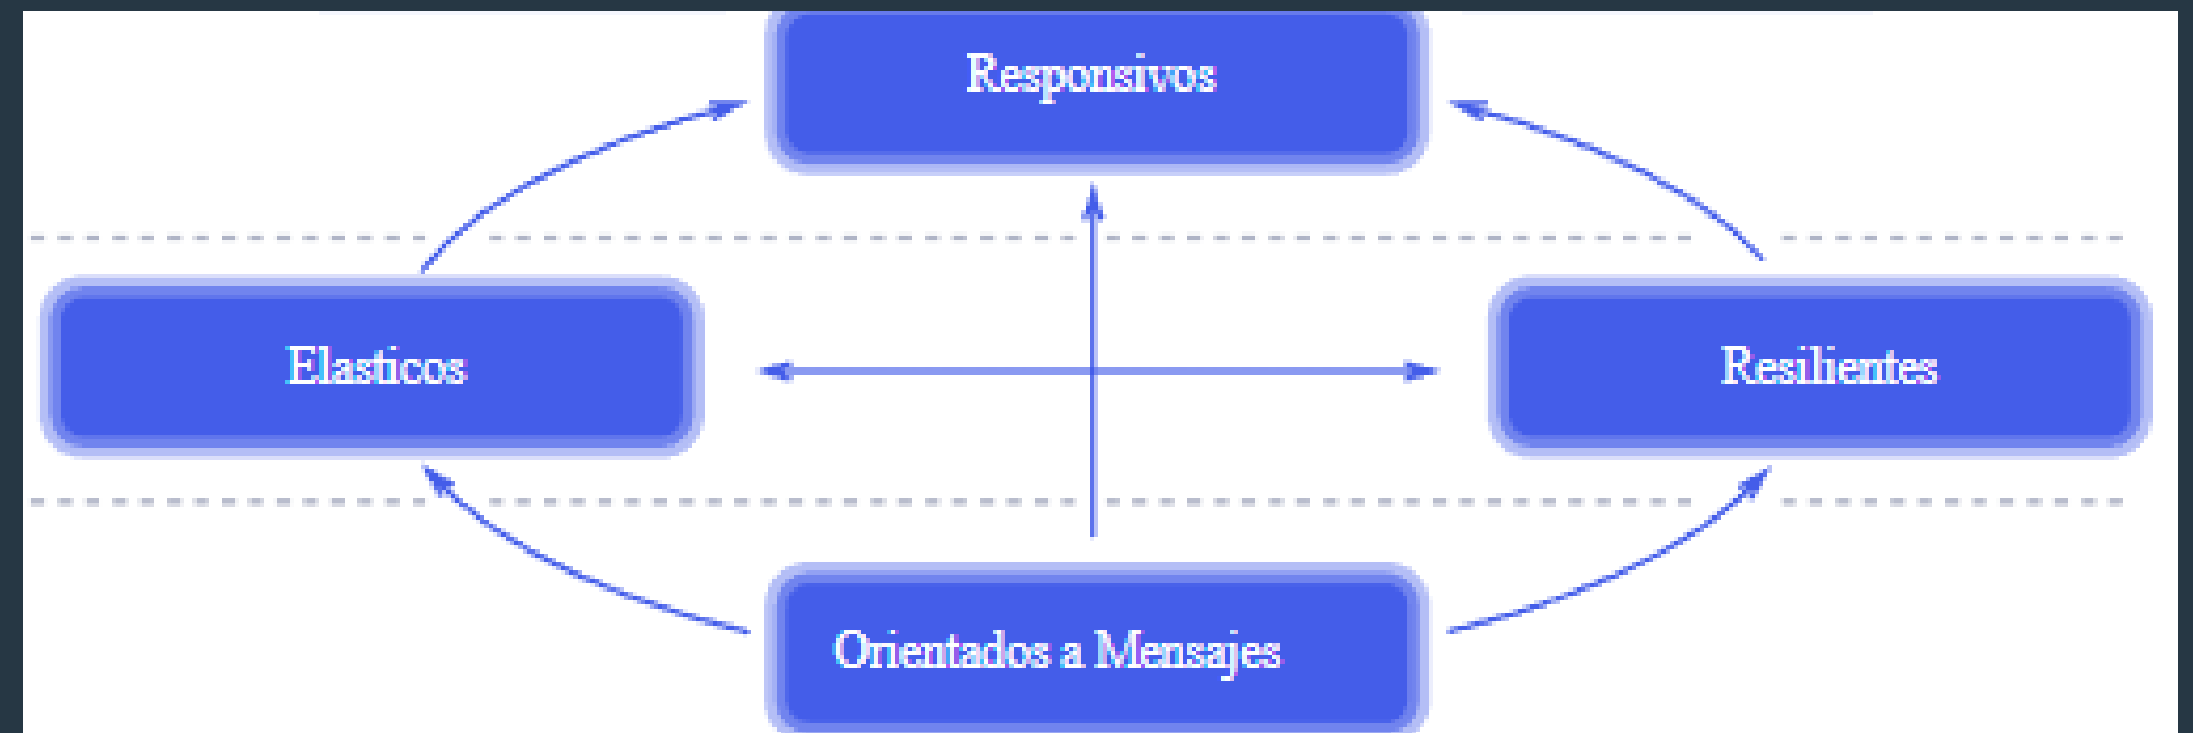 Responsivos
Elasticos
Resilientes
Orientados a Mensajes